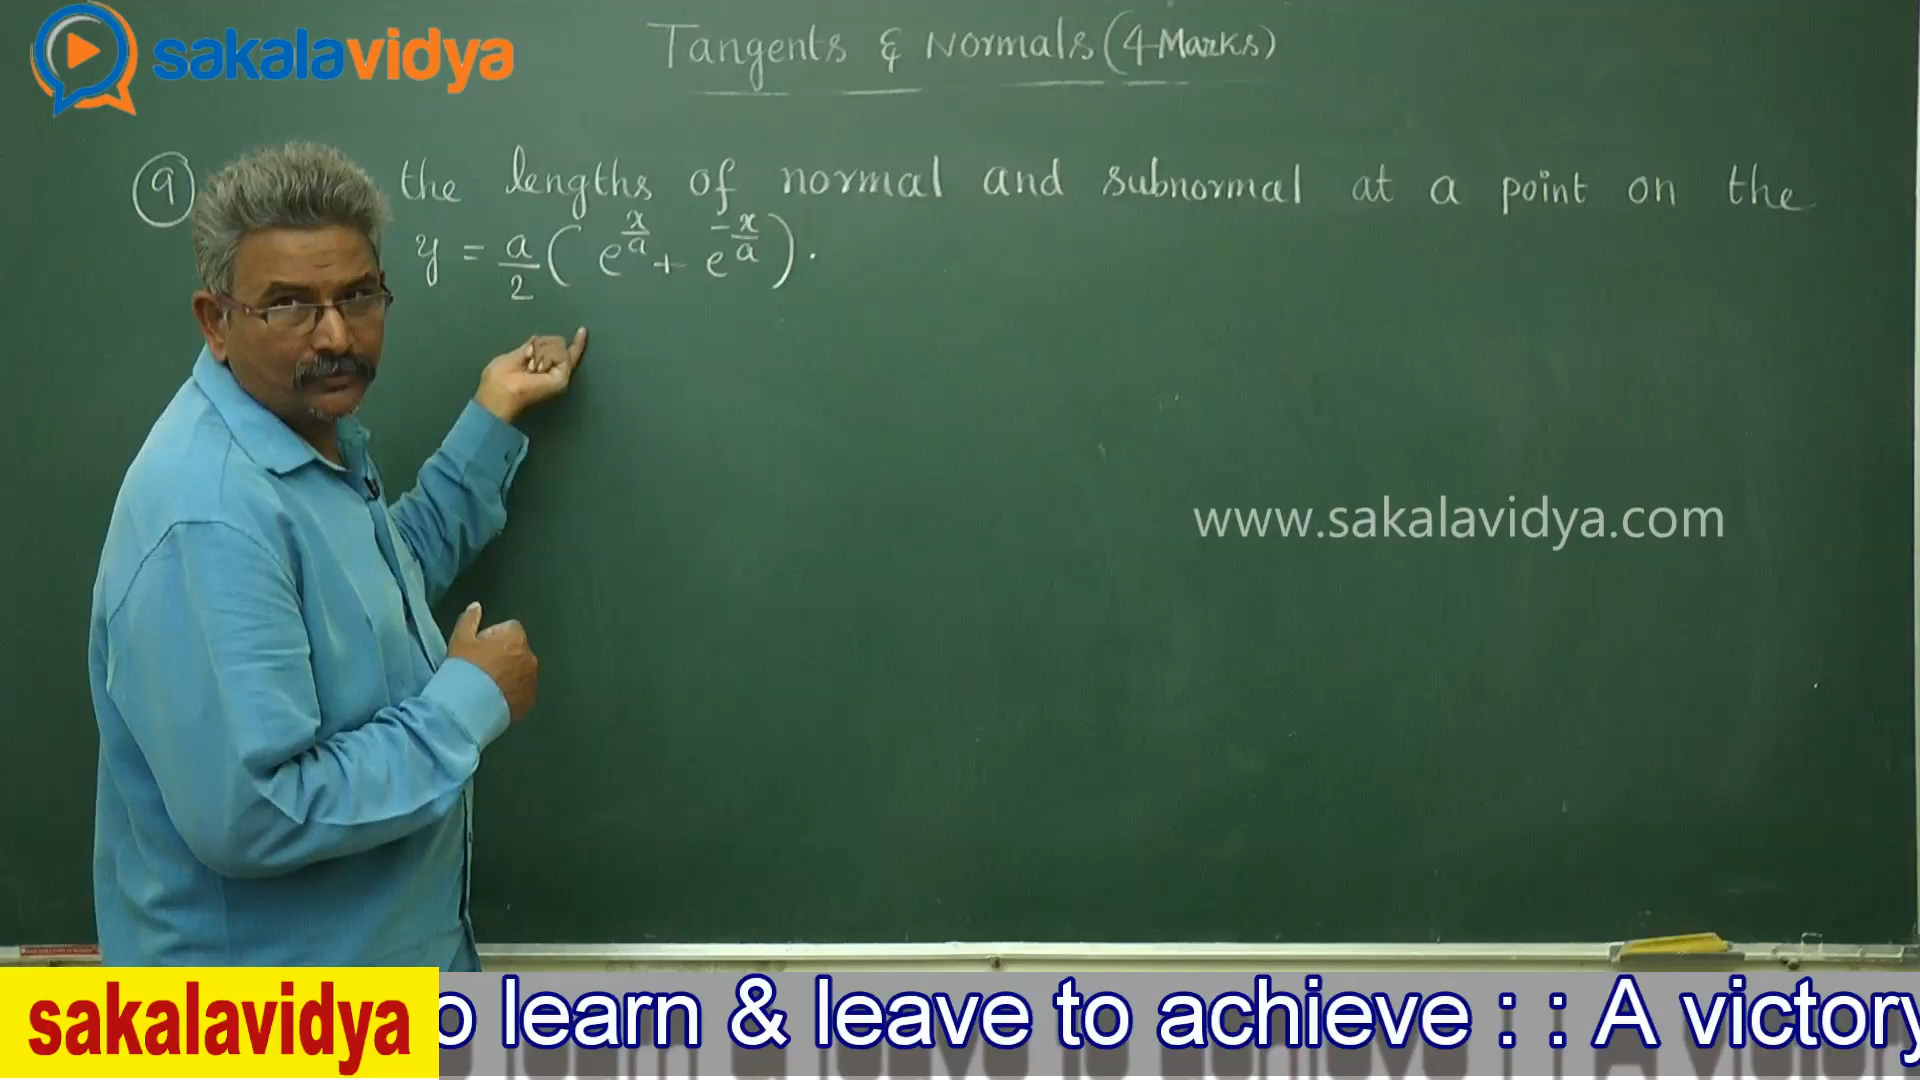 sakalavidya
Tangents & Normals (4 Marks)
9 the lengths of normal and subnormal at a point on the
y = a/2 ( e^{x/a} + e^{-x/a} ).
www.sakalavidya.com
sakalavidya o learn & leave to achieve : : A victory